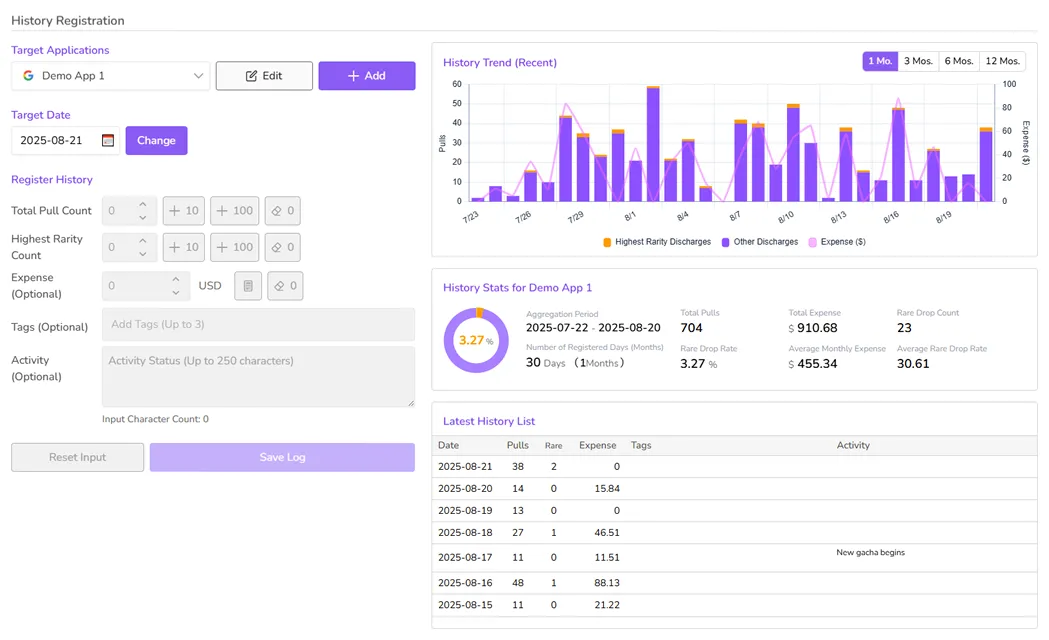 History Registration
Target Applications
Demo App 1
Edit
+ Add
Target Date
2025-08-21
Change
Register History
Total Pull Count
0
+ 10
+ 100
0
Highest Rarity
Count
0
+ 10
+ 100
0
Expense
(Optional)
0
USD
0
Tags (Optional)
Add Tags (Up to 3)
Activity
(Optional)
Activity Status (Up to 250 characters)
Input Character Count: 0
Reset Input
Save Log
History Trend (Recent)
1 Mo.
3 Mos.
6 Mos.
12 Mos.
60
50
40
30
20
10
0
Pulls
100
80
60
40
20
0
Expense ($)
7/23
7/26
7/29
8/1
8/4
8/7
8/10
8/13
8/16
8/19
Highest Rarity Discharges
Other Discharges
Expense ($)
History Stats for Demo App 1
3.27 %
Aggregation Period
2025-07-22 - 2025-08-20
Number of Registered Days (Months)
30 Days (1Months)
Total Pulls
704
Rare Drop Rate
3.27 %
Total Expense
$ 910.68
Average Monthly Expense
$ 455.34
Rare Drop Count
23
Average Rare Drop Rate
30.61
Latest History List
Date Pulls Rare Expense Tags Activity
2025-08-21 38 2 0
2025-08-20 14 0 15.84
2025-08-19 13 0 0
2025-08-18 27 1 46.51
2025-08-17 11 0 11.51 New gacha begins
2025-08-16 48 1 88.13
2025-08-15 11 0 21.22